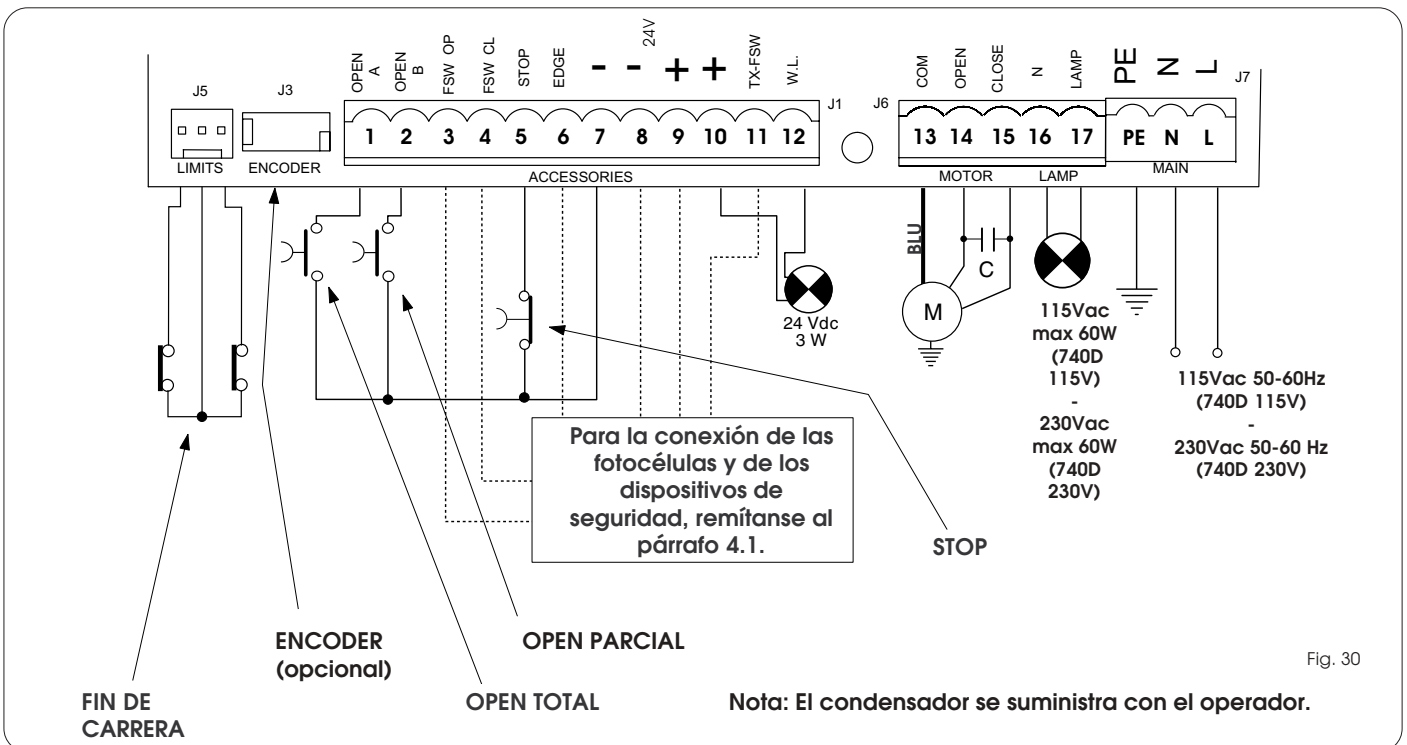 J5
J3
OPEN A
OPEN B
FSW OP
FSW CL
STOP
EDGE
-
-
24V
+
+
TX-FSW
W.L.
J1
J6
COM
OPEN
CLOSE
N
LAMP
PE
N
L
J7
1 2 3 4 5 6 7 8 9 10 11 12
13 14 15 16 17
PE N L
LIMITS
ENCODER
ACCESSORIES
MOTOR
LAMP
MAIN
BLU
C
M
24 Vdc
3 W
115Vac
max 60W
(740D
115V)
-
230Vac
max 60W
(740D
230V)
115Vac 50-60Hz
(740D 115V)
-
230Vac 50-60 Hz
(740D 230V)
Para la conexión de las
fotocélulas y de los
dispositivos de
seguridad, remítanse al
párrafo 4.1.
STOP
ENCODER
(opcional)
OPEN PARCIAL
Fig. 30
FIN DE
CARRERA
OPEN TOTAL
Nota: El condensador se suministra con el operador.